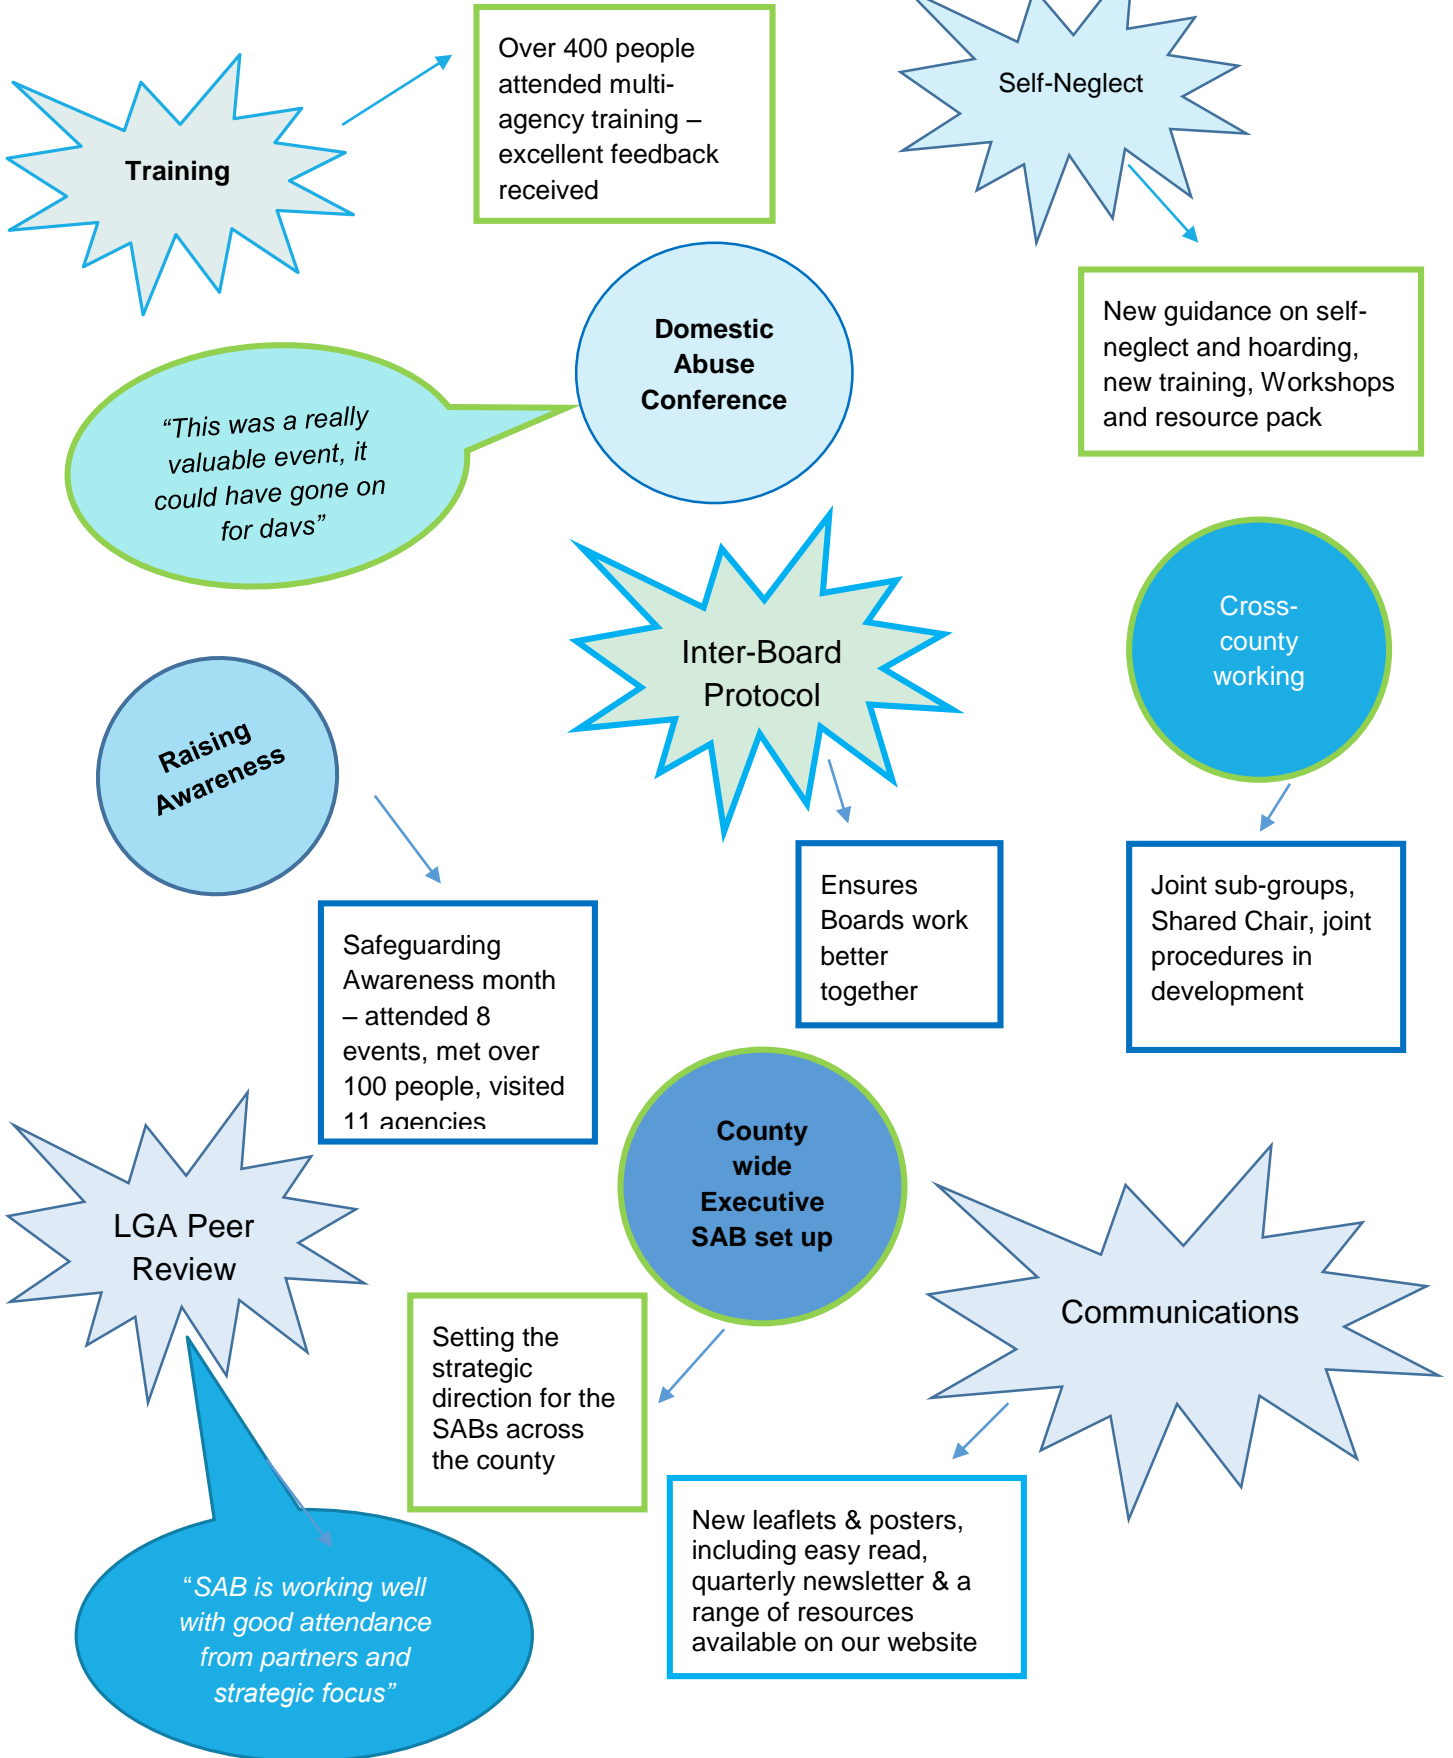 Over 400 people
attended multi-
agency training –
excellent feedback
received
Self-Neglect
Training
New guidance on self-
neglect and hoarding,
new training, Workshops
and resource pack
Domestic
Abuse
Conference
“This was a really
valuable event, it
could have gone on
for days”
Cross-
county
working
Inter-Board
Protocol
Raising
Awareness
Ensures
Boards work
better
together
Joint sub-groups,
Shared Chair, joint
procedures in
development
Safeguarding
Awareness month
– attended 8
events, met over
100 people, visited
11 agencies
County
wide
Executive
SAB set up
LGA Peer
Review
Communications
Setting the
strategic
direction for the
SABs across
the county
New leaflets & posters,
including easy read,
quarterly newsletter & a
range of resources
available on our website
“SAB is working well
with good attendance
from partners and
strategic focus”